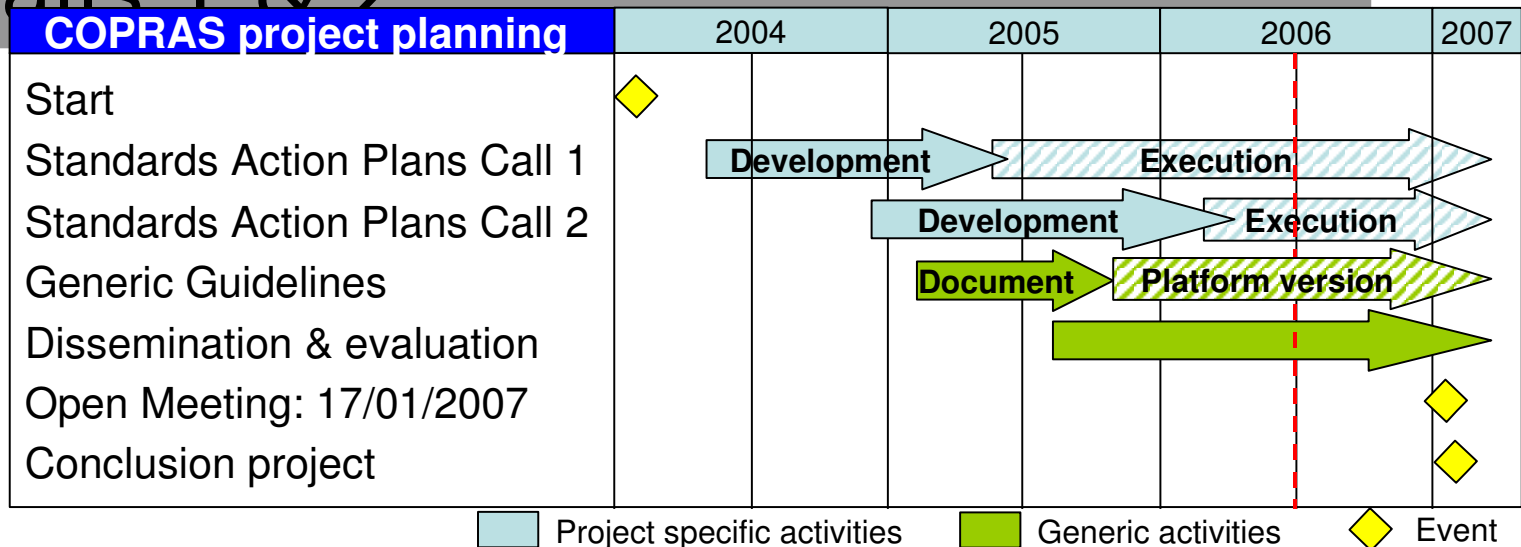 COPRAS project planning 2004 2005 2006 2007
Start
Standards Action Plans Call 1 Development Execution
Standards Action Plans Call 2 Development Execution
Generic Guidelines Document Platform version
Dissemination & evaluation
Open Meeting: 17/01/2007
Conclusion project
Project specific activities Generic activities Event